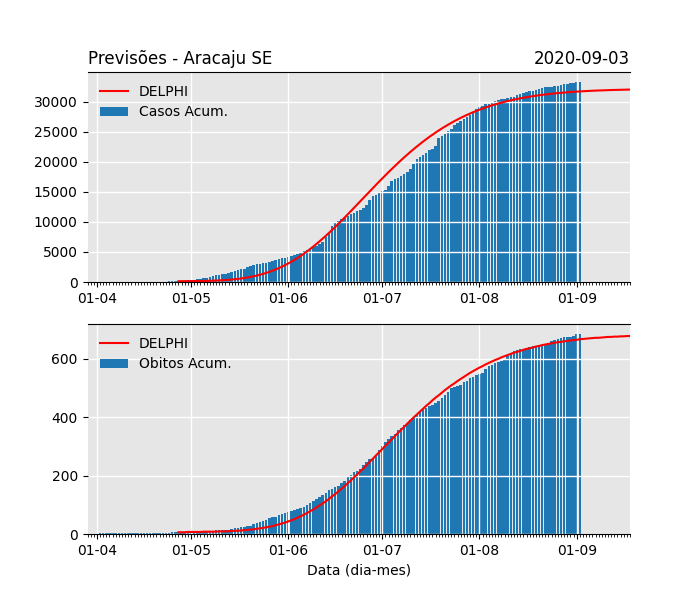 Previsões - Aracaju SE 2020-09-03
DELPHI
Casos Acum.
30000
25000
20000
15000
10000
5000
0
01-04 01-05 01-06 01-07 01-08 01-09
DELPHI
Obitos Acum.
600
400
200
0
01-04 01-05 01-06 01-07 01-08 01-09
Data (dia-mes)